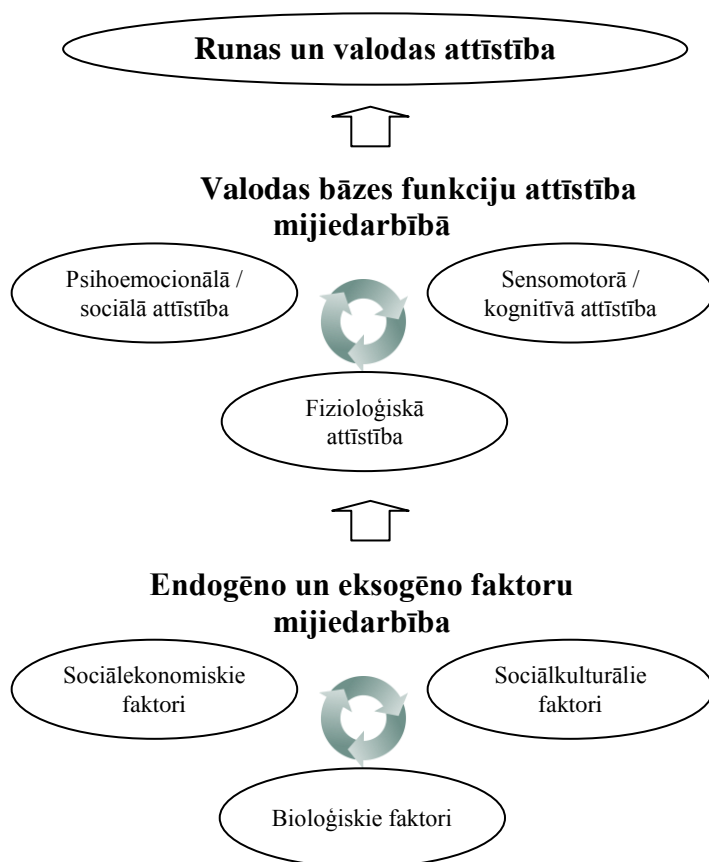 Runas un valodas attīstība
Valodas bāzes funkciju attīstība
mijiedarbībā
Psihoemocionālā /
sociālā attīstība
Sensomotorā /
kognitīvā attīstība
Fizioloģiskā
attīstība
Endogēno un eksogēno faktoru
mijiedarbība
Sociālekonomiskie
faktori
Sociālkulturālie
faktori
Bioloģiskie faktori